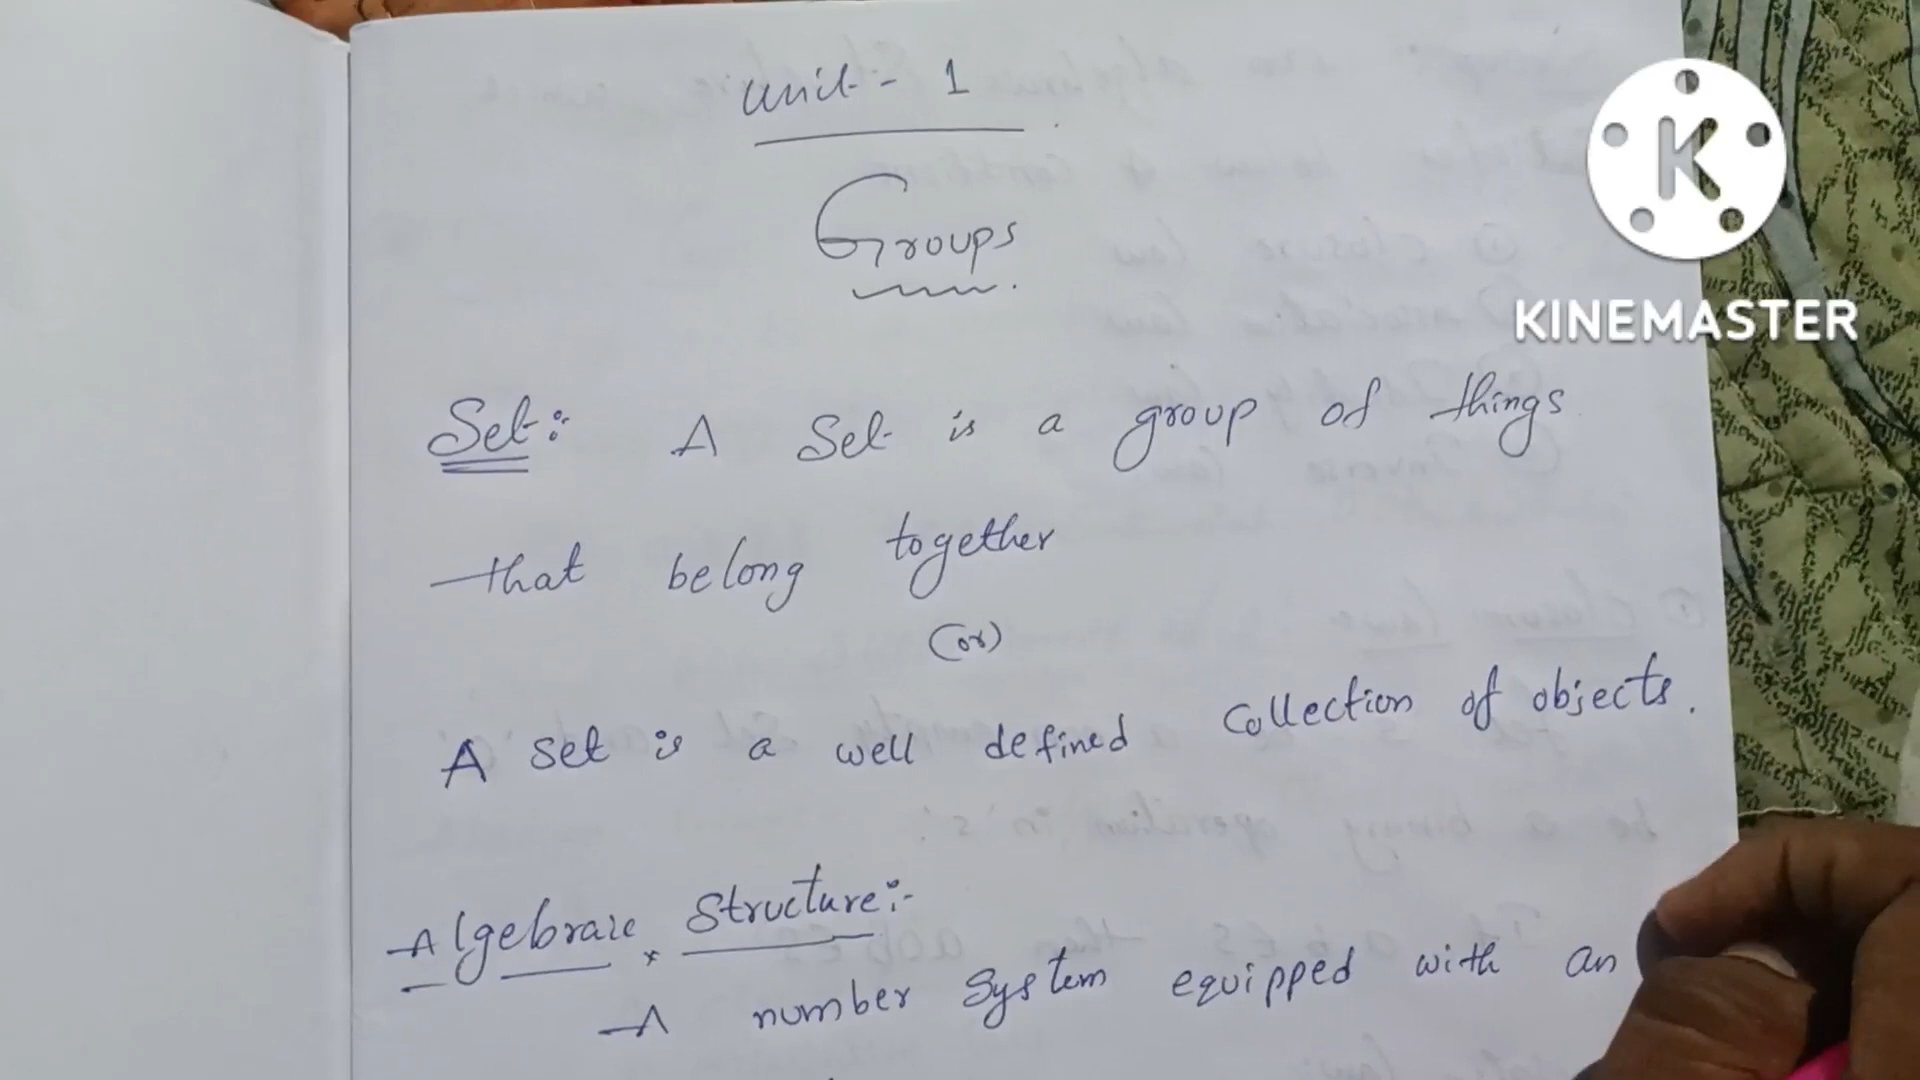 unit - 1
Groups
Set: A Set is a group of things
that belong together
(or)
A set is a well defined collection of objects.
Algebraic Structure:-
A number System equipped with an
KINEMASTER